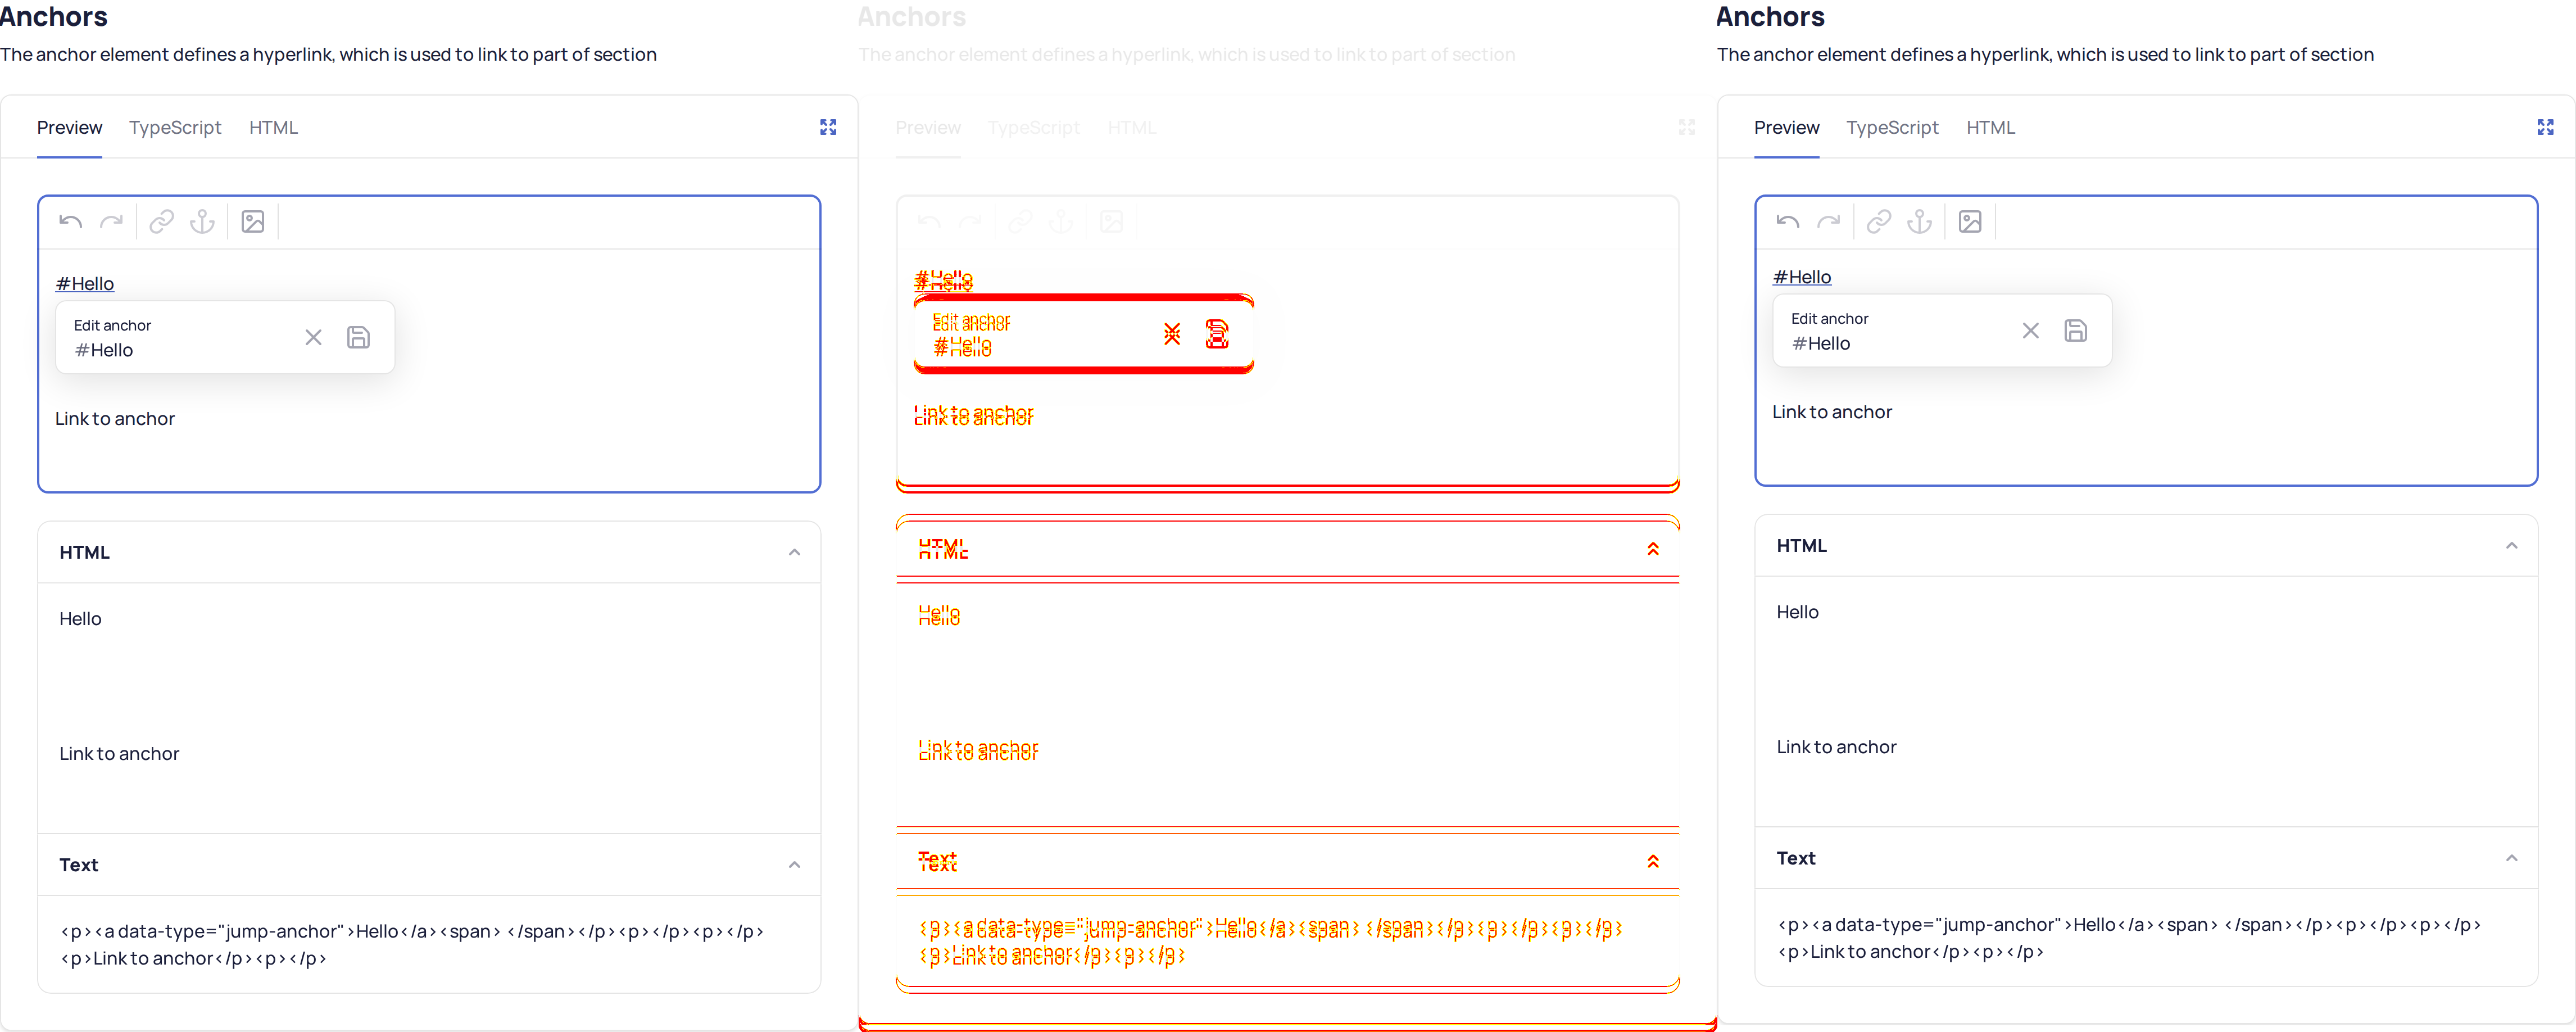 Anchors
The anchor element defines a hyperlink, which is used to link to part of section
Preview TypeScript HTML
#Hello
Edit anchor
#Hello
Link to anchor
HTML
Hello
Link to anchor
Text
<p><a data-type="jump-anchor">Hello</a><span> </span></p><p></p><p></p>
<p>Link to anchor</p><p></p>
Anchors
The anchor element defines a hyperlink, which is used to link to part of section
Preview TypeScript HTML
#Hello
Edit anchor
#Hello
Link to anchor
HTML
Hello
Link to anchor
Text
<p><a data-type="jump-anchor">Hello</a><span> </span></p><p></p><p></p>
<p>Link to anchor</p><p></p>
Anchors
The anchor element defines a hyperlink, which is used to link to part of section
Preview TypeScript HTML
#Hello
Edit anchor
#Hello
Link to anchor
HTML
Hello
Link to anchor
Text
<p><a data-type="jump-anchor">Hello</a><span> </span></p><p></p><p></p>
<p>Link to anchor</p><p></p>